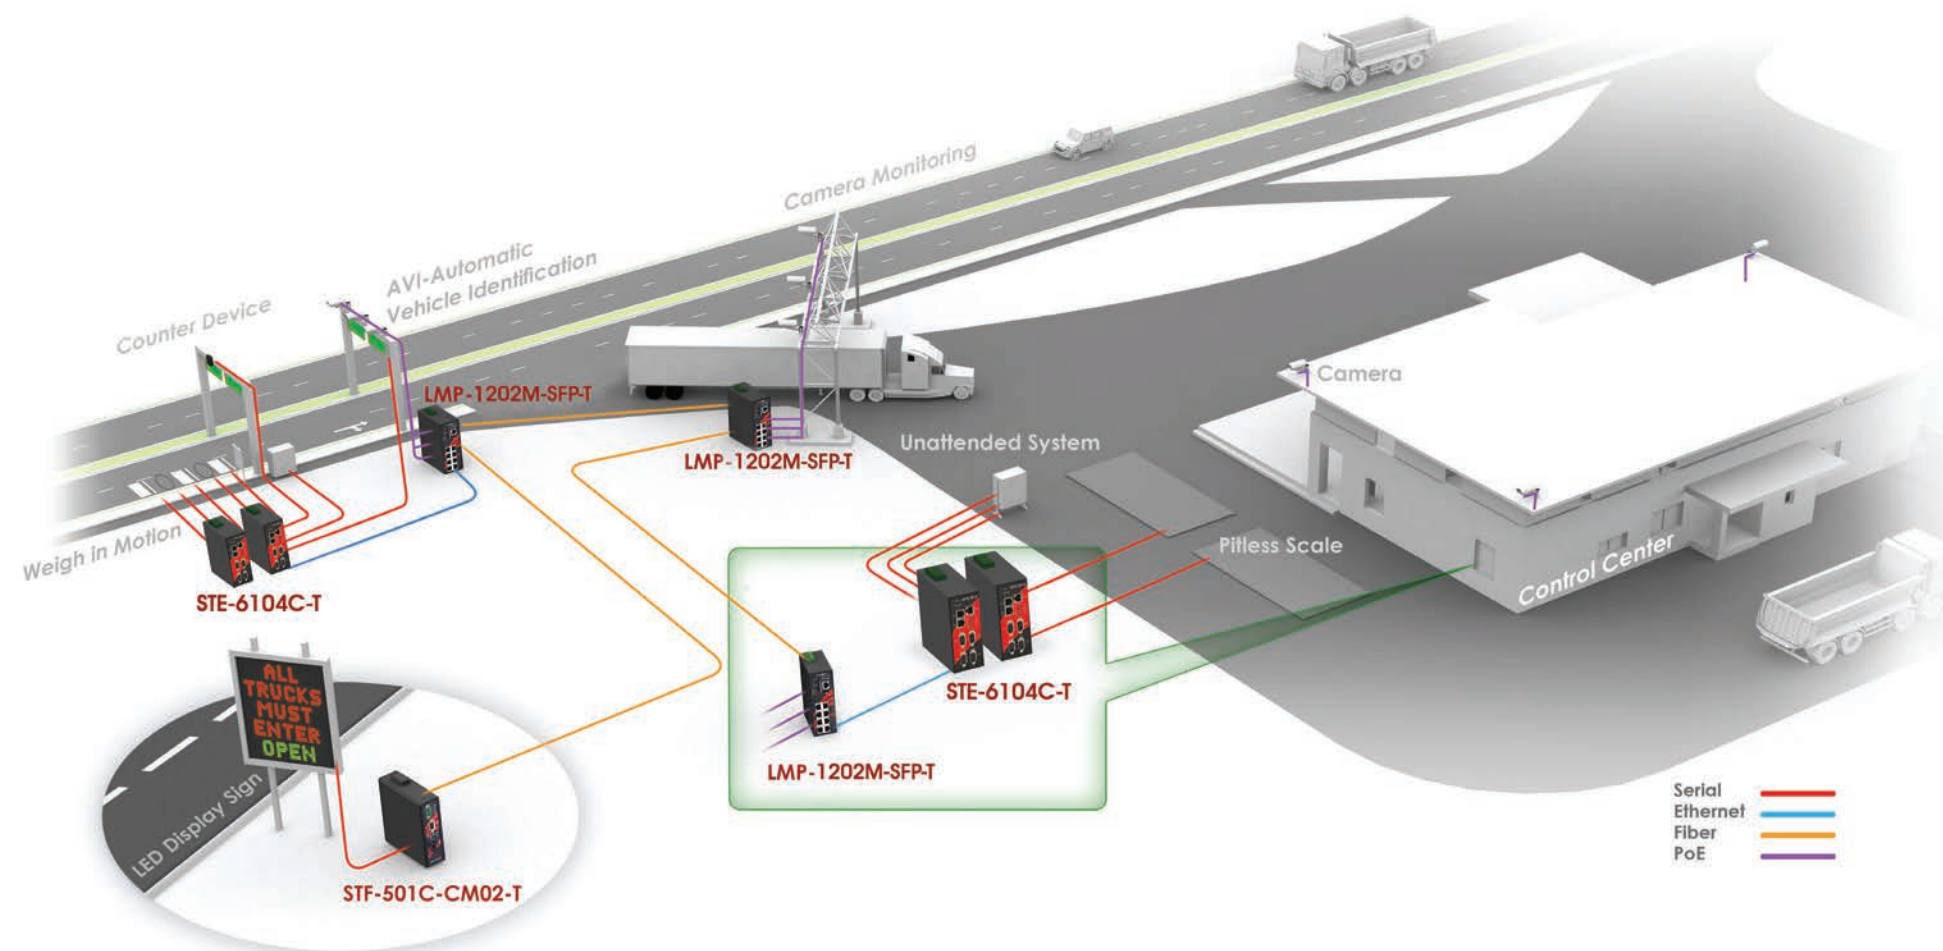 Camera Monitoring
AVI-Automatic
Vehicle Identification
Counter Device
LMP-1202M-SFP-T
Camera
Unattended System
LMP-1202M-SFP-T
Weigh in Motion
Pitless Scale
Control Center
STE-6104C-T
STE-6104C-T
ALL
TRUCKS
MUST
ENTER
OPEN
LMP-1202M-SFP-T
LED Display Sign
STF-501C-CM02-T
Serial
Ethernet
Fiber
PoE